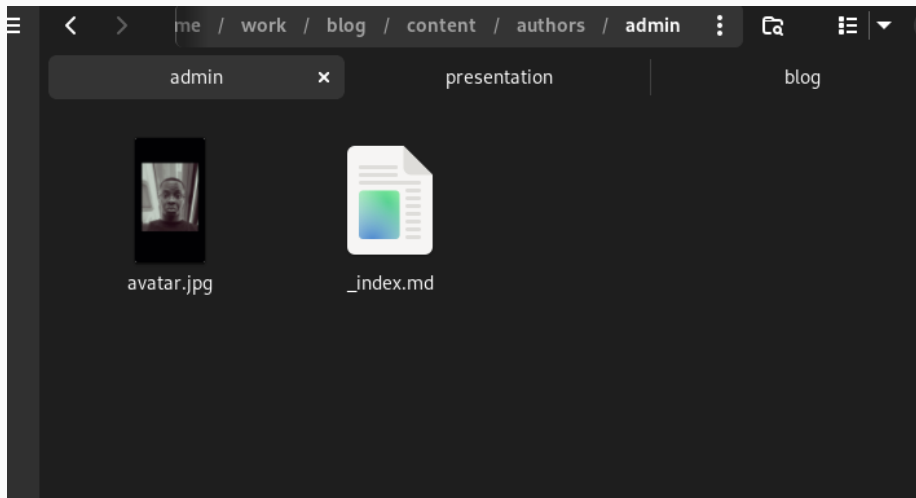 me / work / blog / content / authors / admin
admin presentation blog
avatar.jpg _index.md